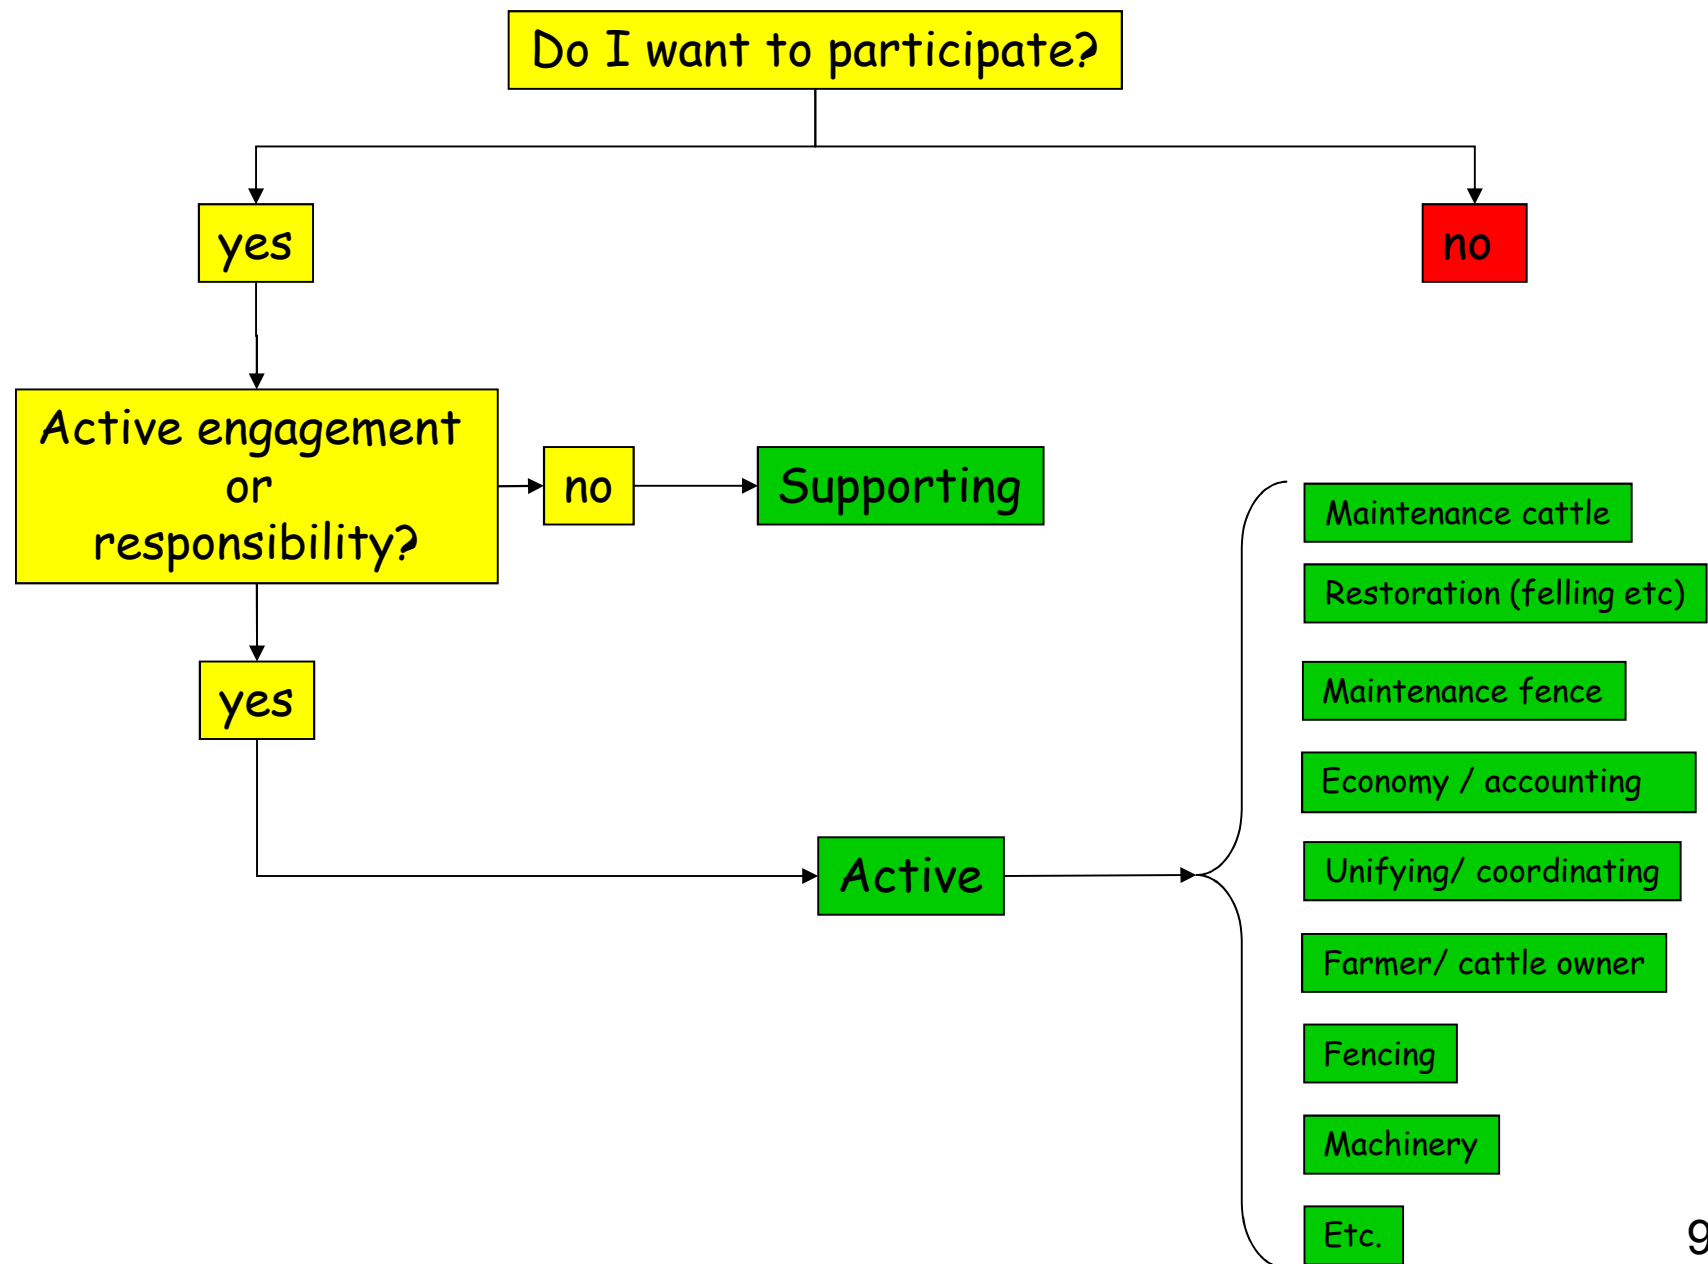 Do I want to participate?
yes
no
Active engagement
or
responsibility?
no
Supporting
yes
Active
Maintenance cattle
Restoration (felling etc)
Maintenance fence
Economy / accounting
Unifying/ coordinating
Farmer/ cattle owner
Fencing
Machinery
Etc.
9